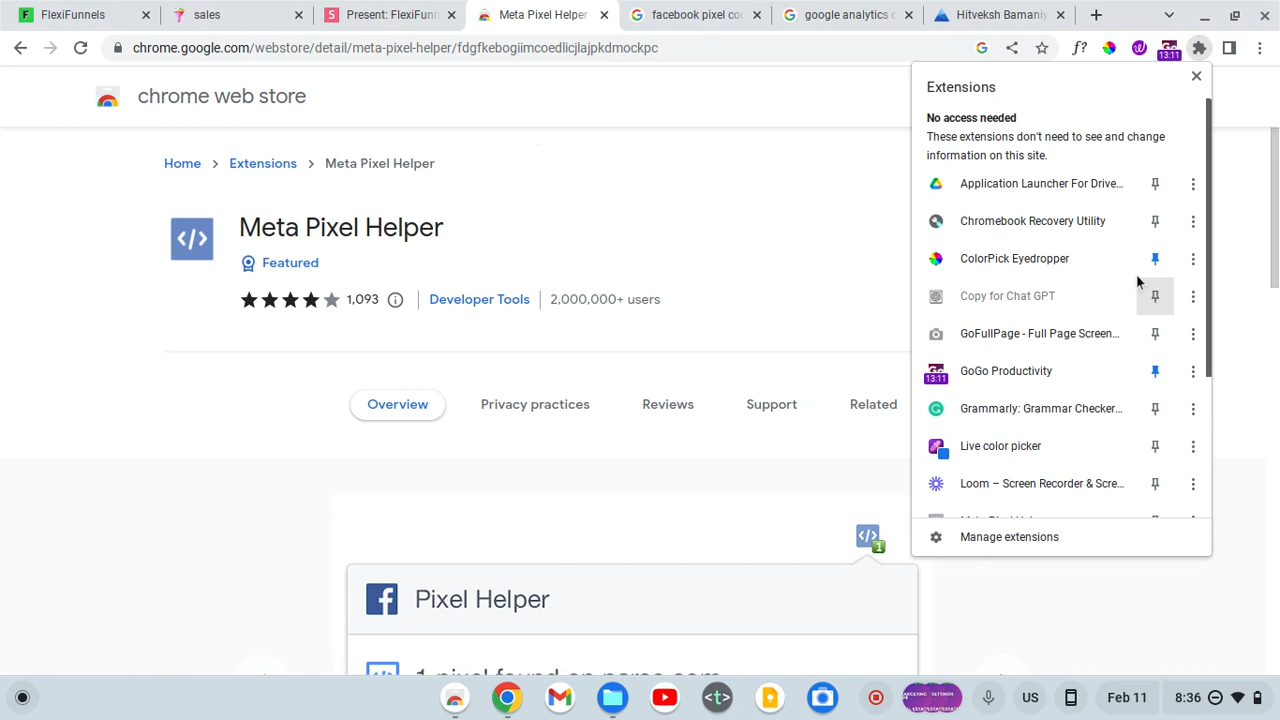 FlexiFunnels
sales
Present: FlexiFunn
Meta Pixel Helper
facebook pixel co
google analytics c
Hitveksh Bamaniy
chrome.google.com/webstore/detail/meta-pixel-helper/fdgfkebogiimcoedlicjlajpkdmockpc
f?
13:11
chrome web store
Home
Extensions
Meta Pixel Helper
Meta Pixel Helper
Featured
1,093
Developer Tools
2,000,000+ users
Overview
Privacy practices
Reviews
Support
Related
</>
1
Pixel Helper
Extensions
No access needed
These extensions don't need to see and change
information on this site.
Application Launcher For Drive...
Chromebook Recovery Utility
ColorPick Eyedropper
Copy for Chat GPT
GoFullPage - Full Page Screen...
GoGo Productivity
13:11
Grammarly: Grammar Checker...
Live color picker
Loom – Screen Recorder & Scre...
Manage extensions
US
Feb 11
8:36